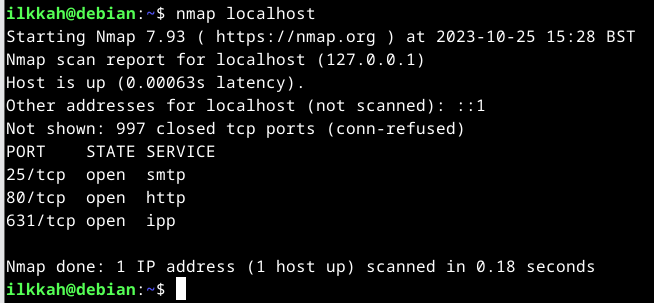 ilkkah@debian:~$ nmap localhost
Starting Nmap 7.93 ( https://nmap.org ) at 2023-10-25 15:28 BST
Nmap scan report for localhost (127.0.0.1)
Host is up (0.00063s latency).
Other addresses for localhost (not scanned): ::1
Not shown: 997 closed tcp ports (conn-refused)
PORT    STATE SERVICE
25/tcp  open  smtp
80/tcp  open  http
631/tcp open  ipp

Nmap done: 1 IP address (1 host up) scanned in 0.18 seconds
ilkkah@debian:~$